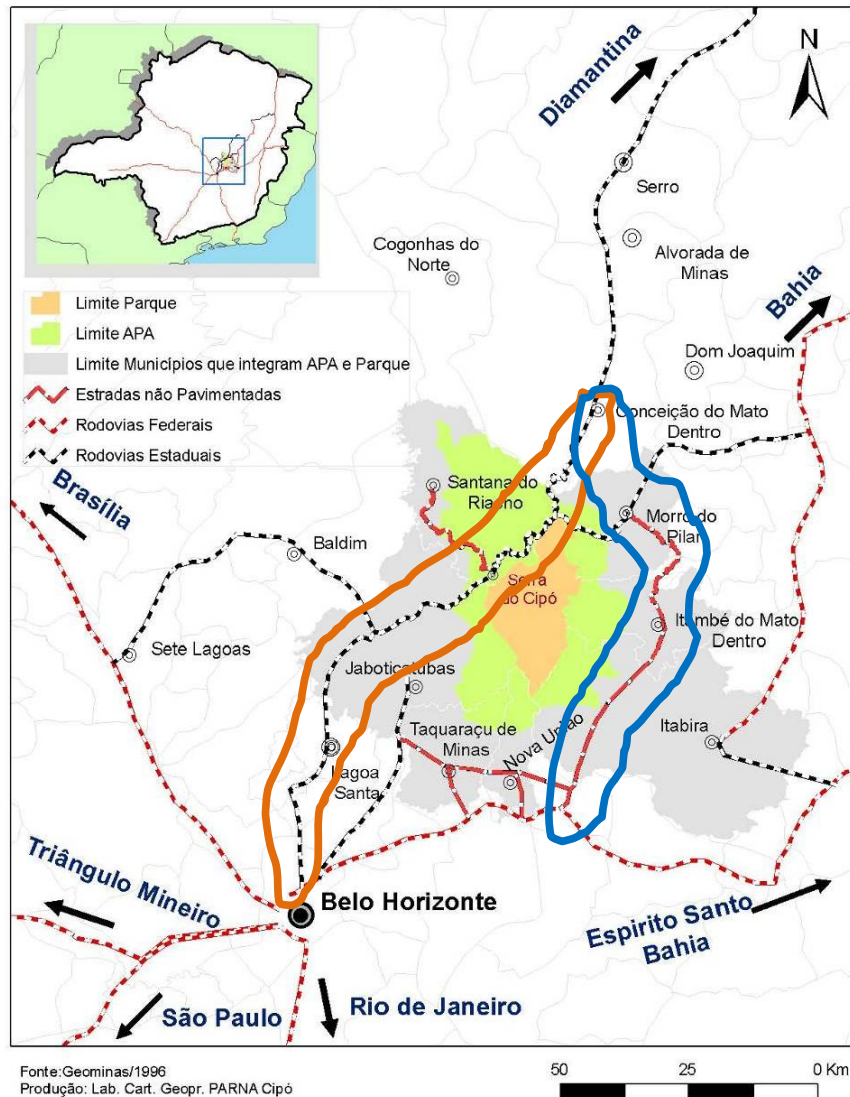 N
Diamantina
Serro
Cogonhas do
Norte
Alvorada de
Minas
Bahia
Limite Parque
Limite APA
Limite Municípios que integram APA e Parque
Estradas não Pavimentadas
Rodovias Federais
Rodovias Estaduais
Dom Joaquim
Conceição do Mato
Dentro
Brasília
Santana do
Riacho
Morro do
Pilar
Baldim
Serra
do Cipó
Itambé do Mato
Dentro
Sete Lagoas
Jaboticatubas
Taquaraçu de
Minas
Nova União
Itabira
Lagoa
Santa
Triângulo Mineiro
Belo Horizonte
Espirito Santo
Bahia
São Paulo
Rio de Janeiro
Fonte:Geominas/1996
Produção: Lab. Cart. Geopr. PARNA Cipó
50 25 0 Km